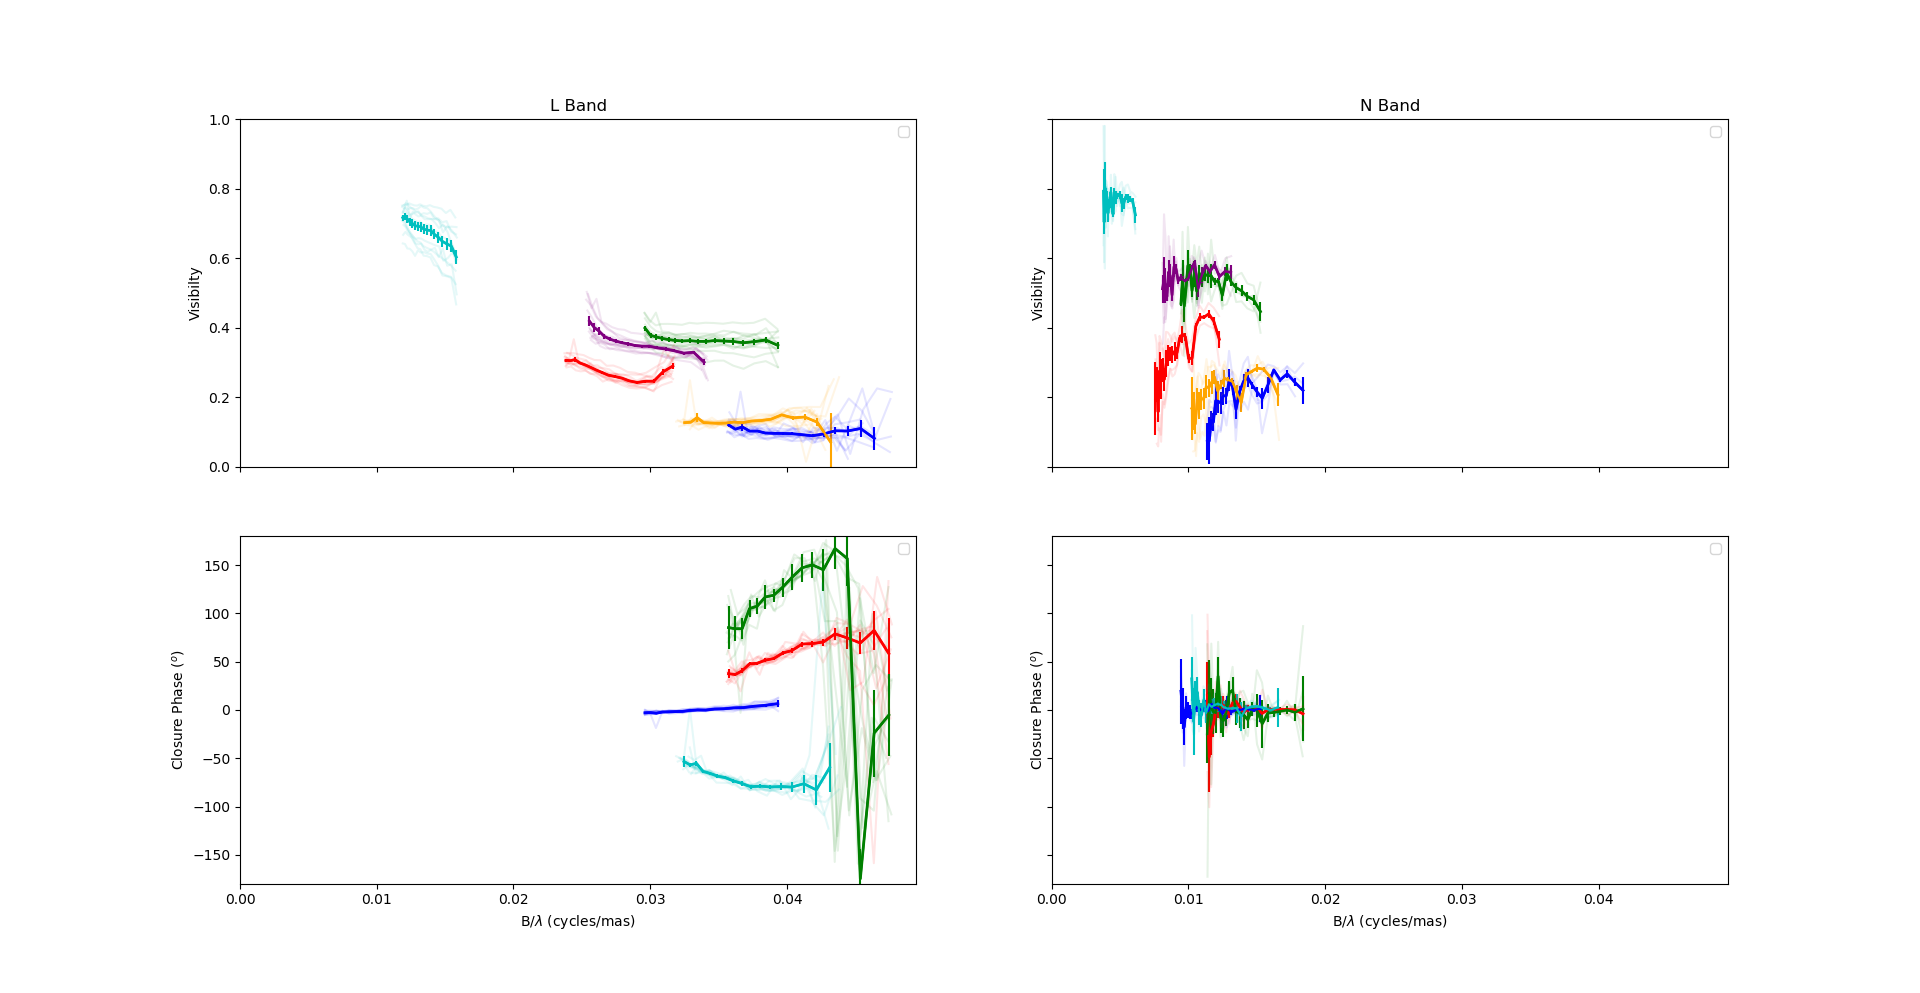 L Band
N Band
1.0
0.8
0.6
0.4
0.2
0.0
Visibilty
Visibilty
150
100
50
0
−50
−100
−150
Closure Phase (°)
Closure Phase (°)
0.00 0.01 0.02 0.03 0.04
0.00 0.01 0.02 0.03 0.04
B/λ (cycles/mas)
B/λ (cycles/mas)